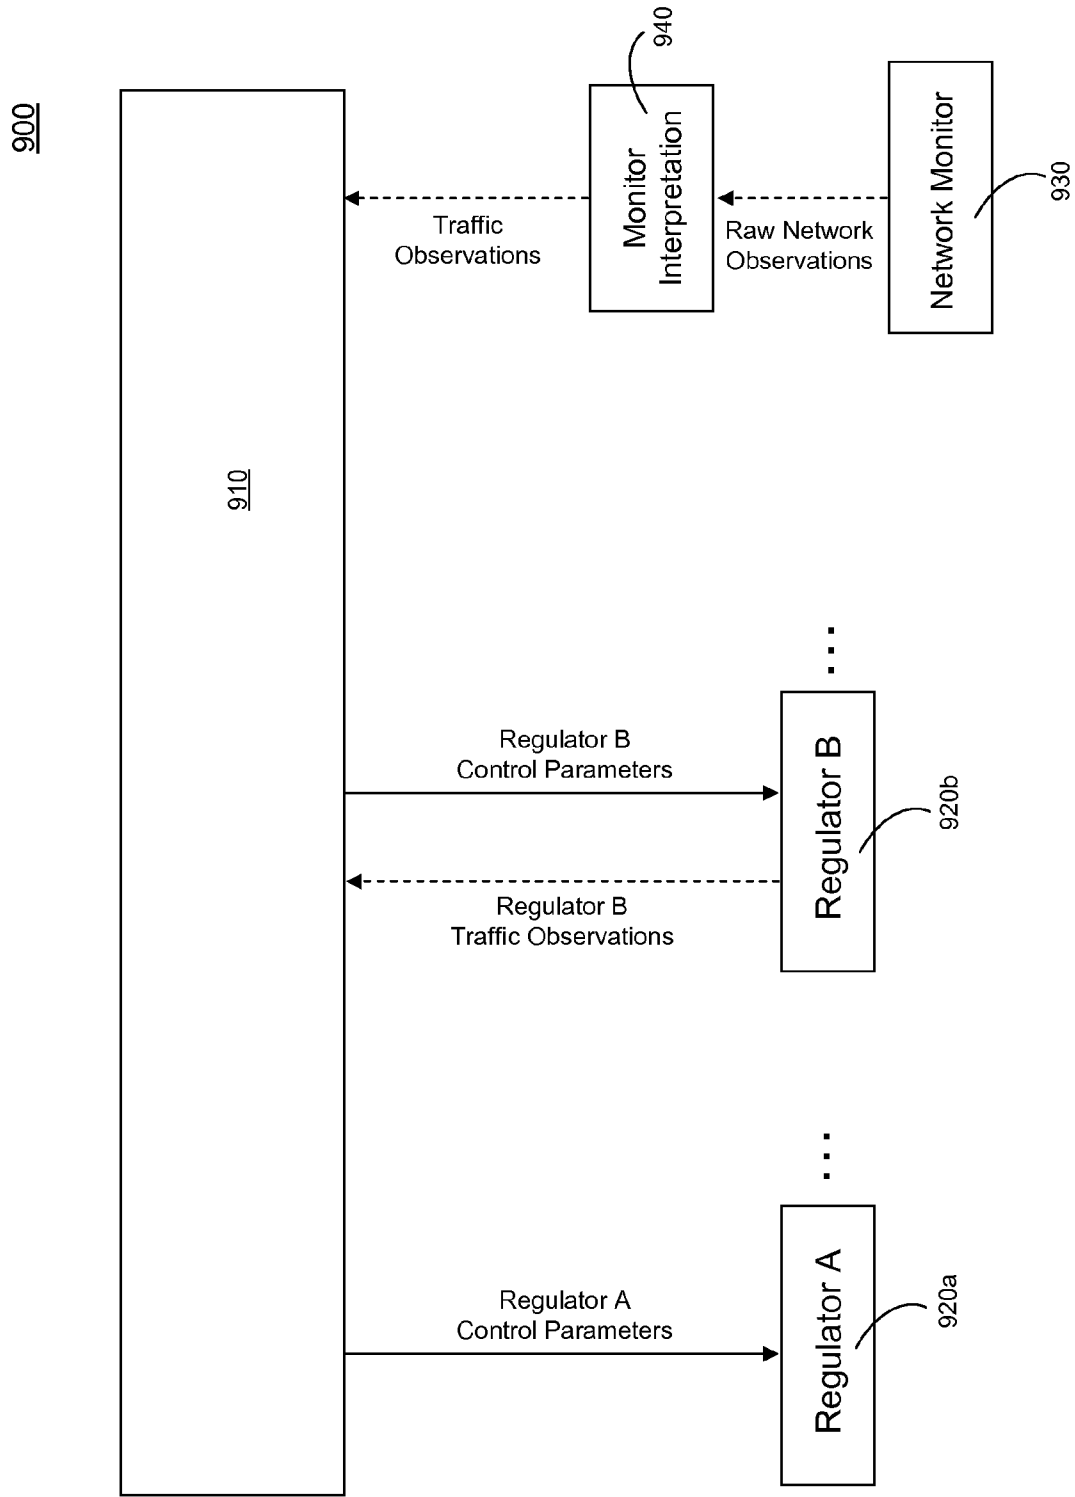 900
910
940
Monitor
Interpretation
Network Monitor
930
Traffic
Observations
Raw Network
Observations
Regulator B
Control Parameters
Regulator B
Traffic Observations
Regulator B
920b
...
Regulator A
Control Parameters
Regulator A
920a
...